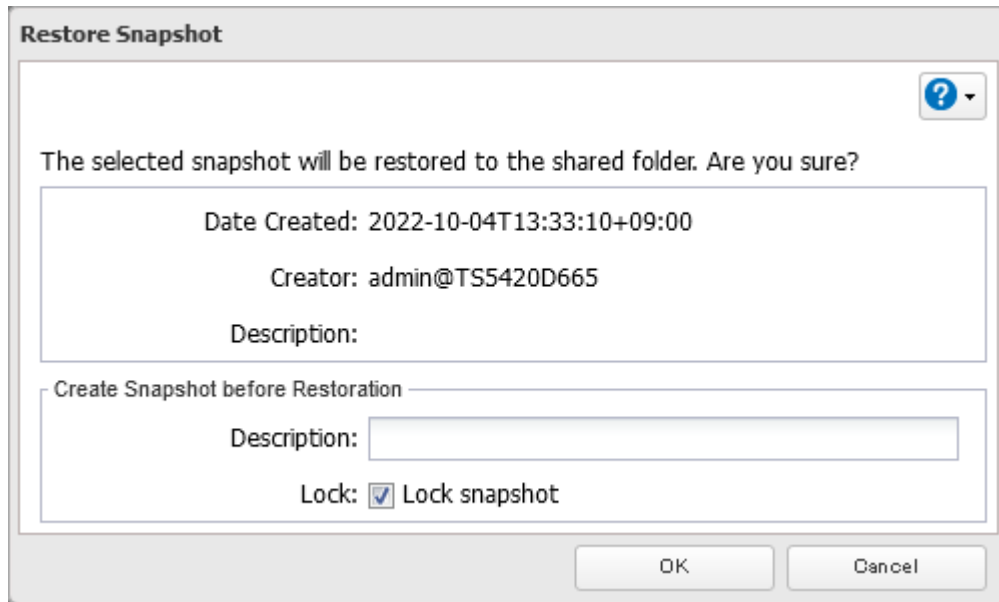 Restore Snapshot
The selected snapshot will be restored to the shared folder. Are you sure?
Date Created: 2022-10-04T13:33:10+09:00
Creator: admin@TS5420D665
Description:
Create Snapshot before Restoration
Description:
Lock: Lock snapshot
OK Cancel